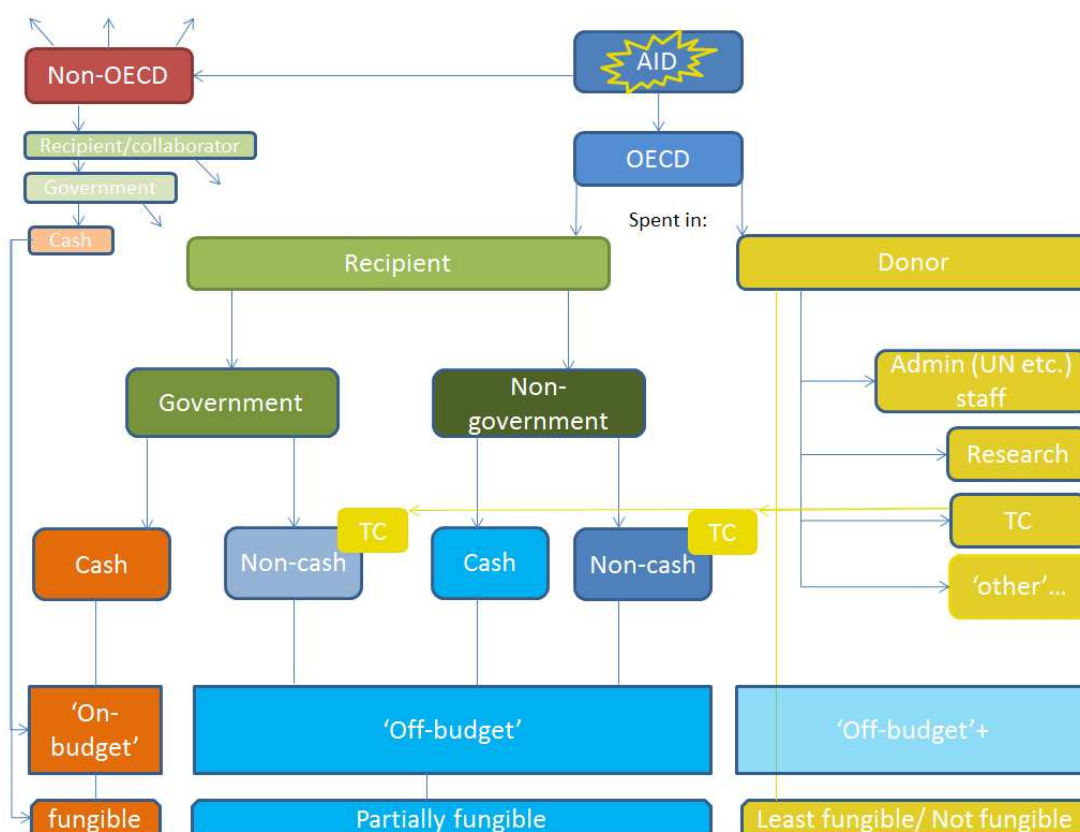 AID
Non-OECD
Recipient/collaborator
OECD
Government
Spent in:
Cash
Recipient
Donor
Admin (UN etc.)
staff
Government
Non-
government
Research
TC
TC
TC
Cash
Non-cash
Cash
Non-cash
‘other’…
‘On-
budget’
‘Off-budget’
‘Off-budget’+
fungible
Partially fungible
Least fungible/ Not fungible